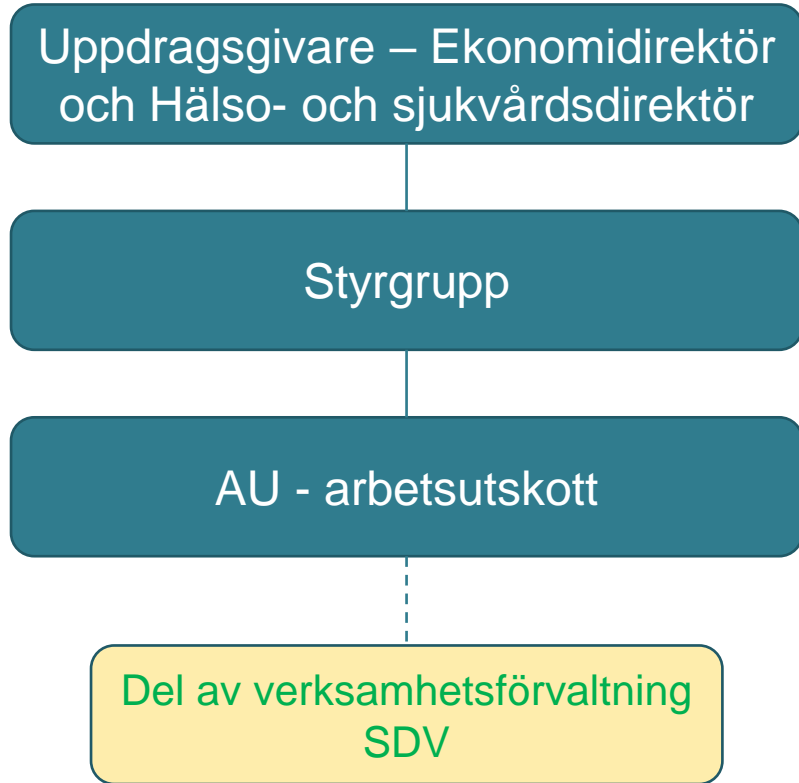 Uppdragsgivare – Ekonomidirektör
och Hälso- och sjukvårdsdirektör
Styrgrupp
AU - arbetsutskott
Del av verksamhetsförvaltning
SDV